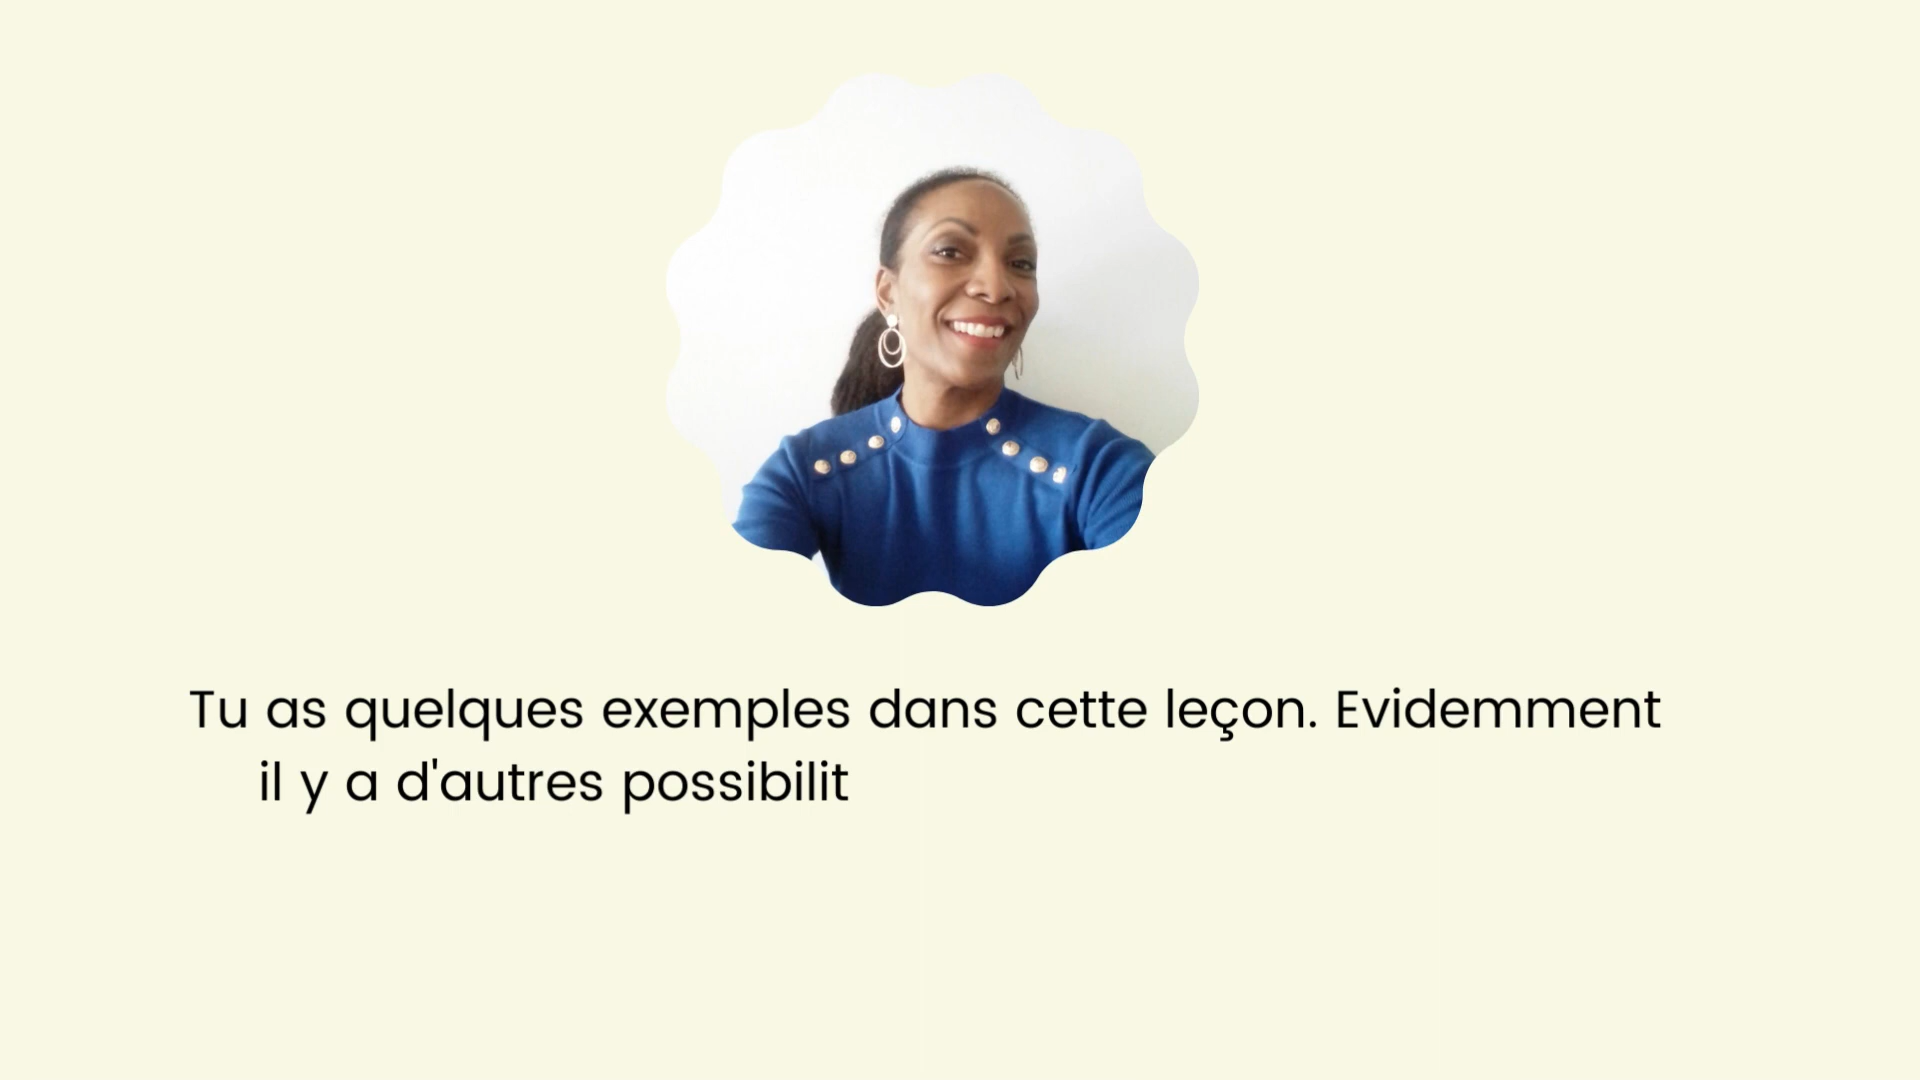 Tu as quelques exemples dans cette leçon. Evidemment
il y a d'autres possibilit